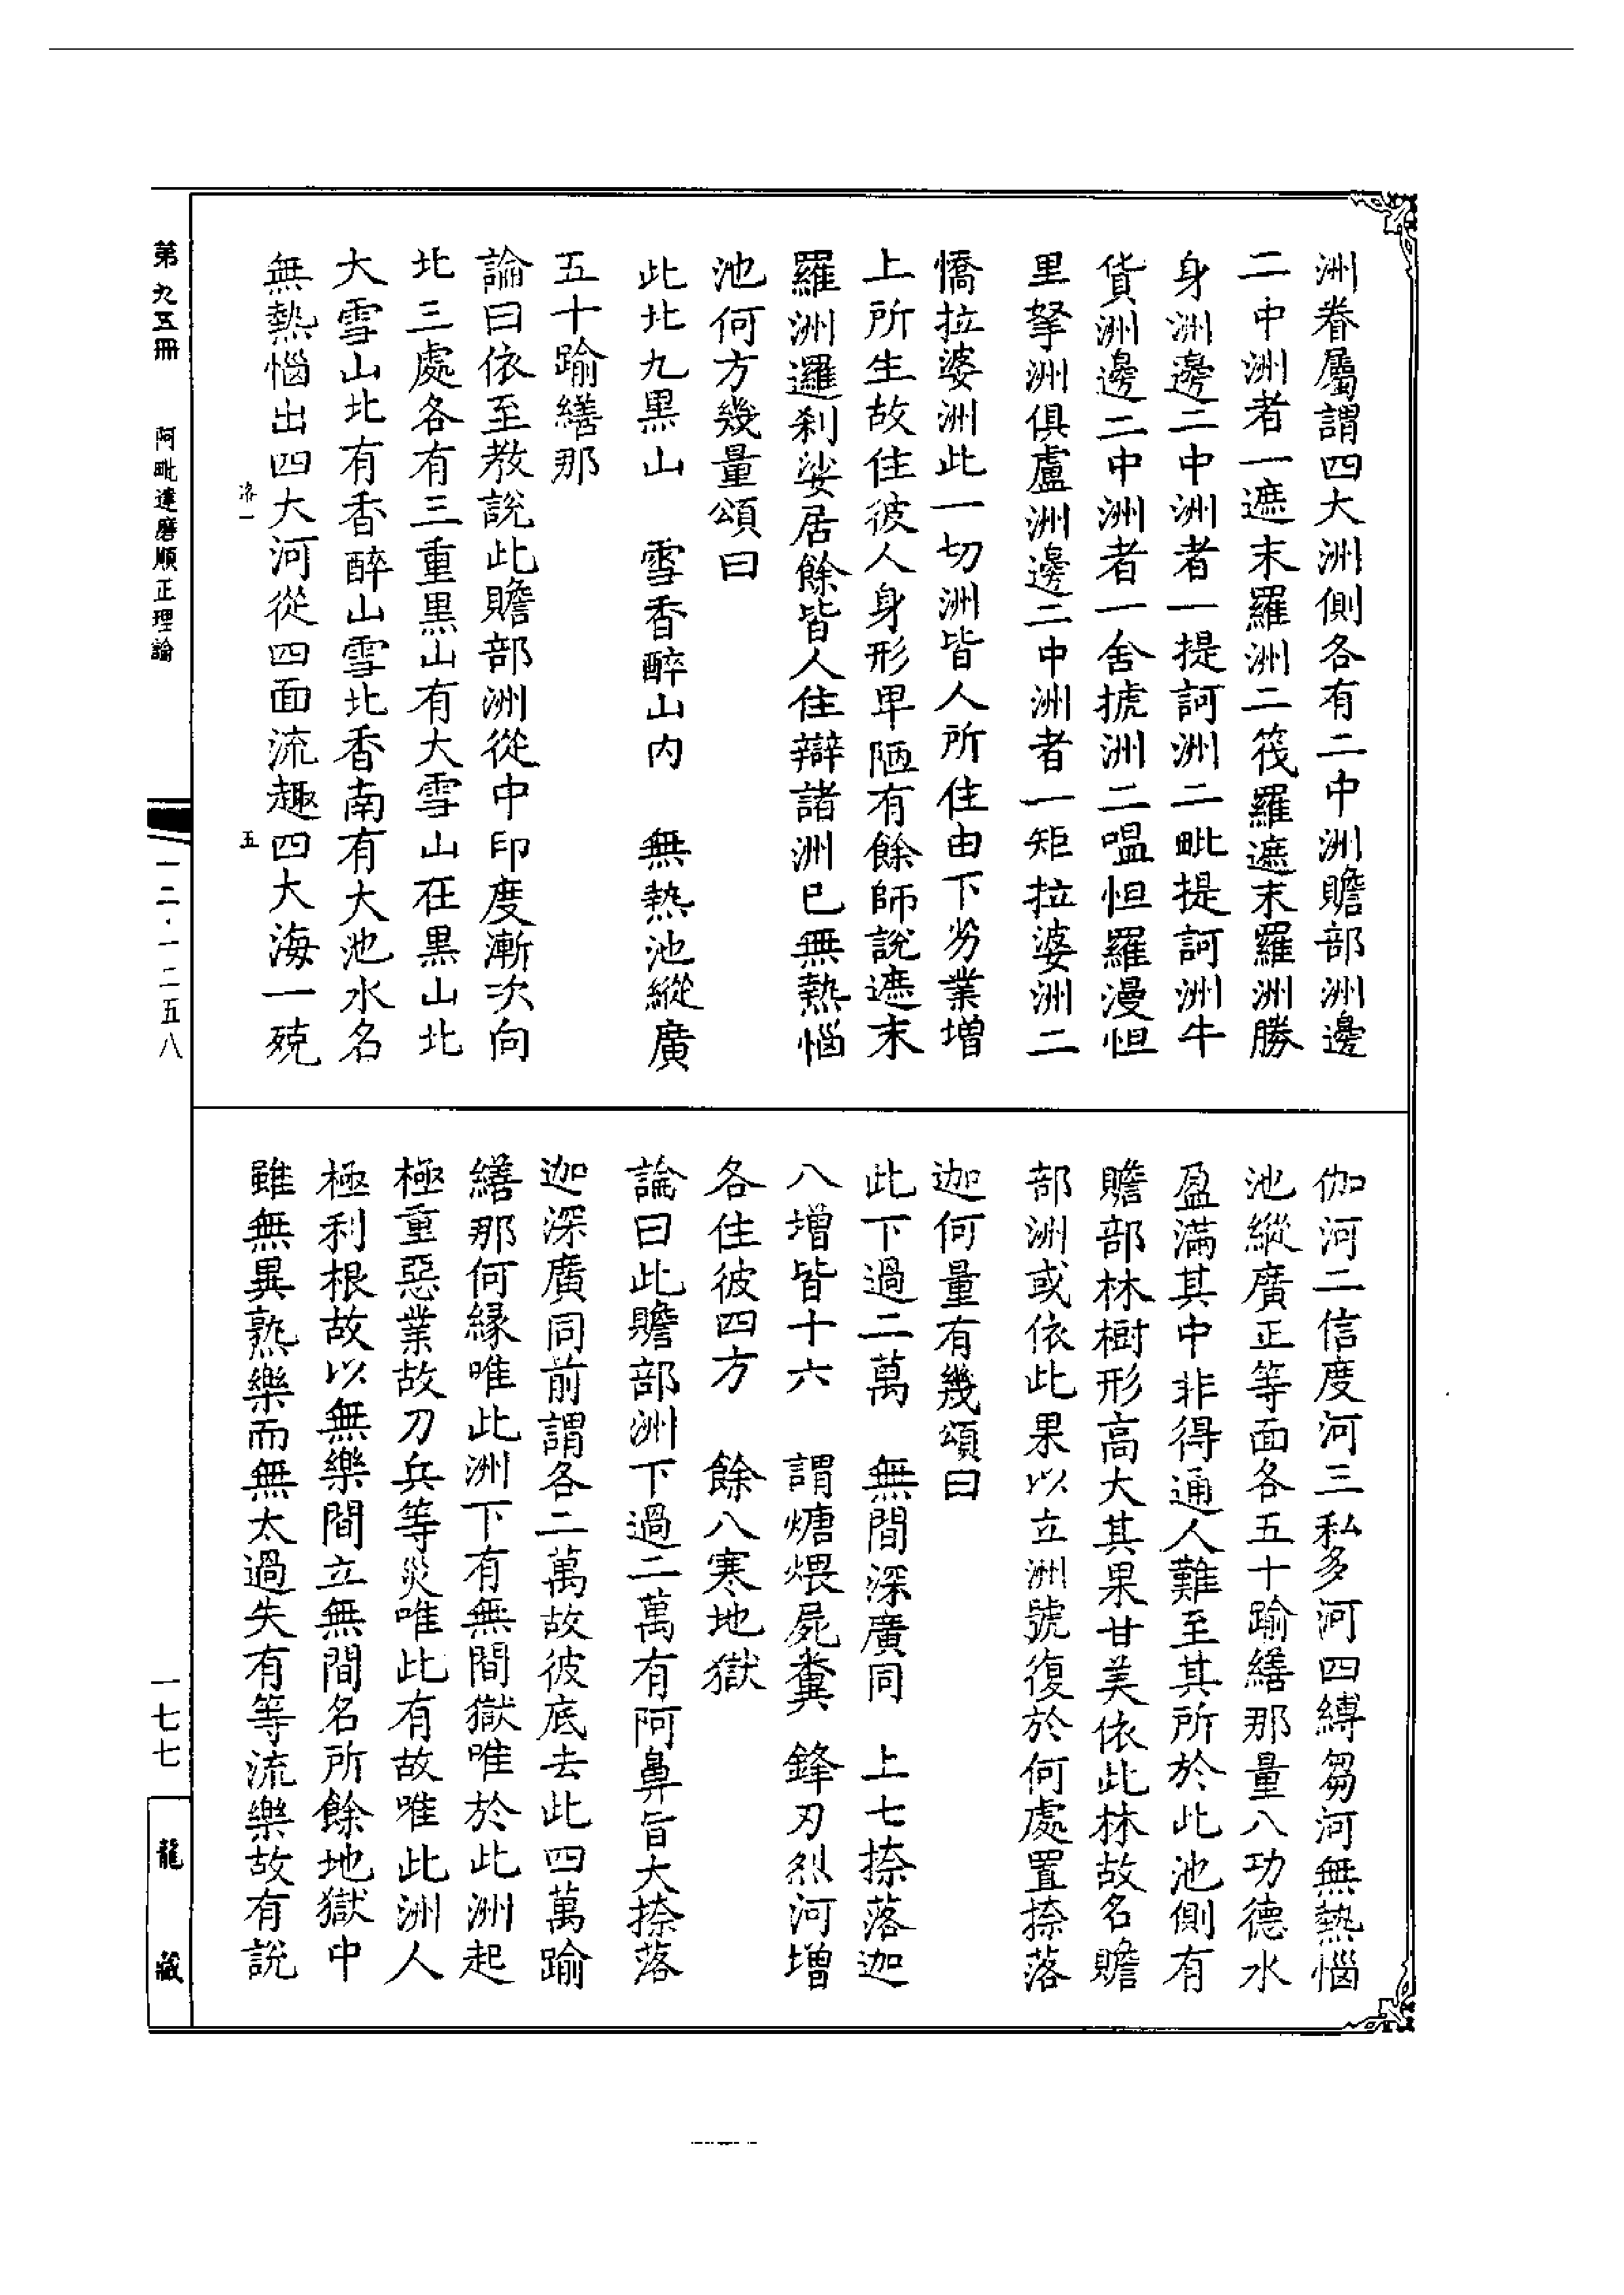 洲眷屬謂四大洲側各有二中洲贍部洲邊
二中洲者一遮末羅洲二筏羅遮末羅洲勝
身洲邊二中洲者一提訶洲二毗提訶洲牛
貨洲邊二中洲者一舍搋洲二嗢怛羅漫怛
里拏洲俱盧洲邊二中洲者一矩拉婆洲二
憍拉婆洲此一切洲皆人所住由下劣業增
上所生故住彼人身形卑陋有餘師說遮末
羅洲邏剎娑居餘皆人住辯諸洲已無熱惱
池何方幾量頌曰
此北九黑山　雪香醉山內　無熱池縱廣
五十踰繕那
論曰依至教說此贍部洲從中印度漸次向
北三處各有三重黑山有大雪山在黑山北
大雪山北有香醉山雪北香南有大池水名
無熱惱出四大河從四面流趣四大海一殑
洛一　五
伽河二信度河三私多河四縛芻河無熱惱
池縱廣正等面各五十踰繕那量八功德水
盈滿其中非得通人難至其所於此池側有
贍部林樹形高大其果甘美依此林故名贍
部洲或依此果以立洲號復於何處置捺落
迦何量有幾頌曰
此下過二萬　無間深廣同　上七捺落迦
八增皆十六　謂煻煨屍糞　鋒刃烈河增
各住彼四方　餘八寒地獄
論曰此贍部洲下過二萬有阿鼻旨大捺落
迦深廣同前謂各二萬故彼底去此四萬踰
繕那何緣唯此洲下有無間獄唯於此洲起
極重惡業故刀兵等災唯此有故唯此洲人
極利根故以無樂間立無間名所餘地獄中
雖無異熟樂而無太過失有等流樂故有說
第九五冊　阿毗達磨順正理論
一二·一二五八
一七七
龍藏